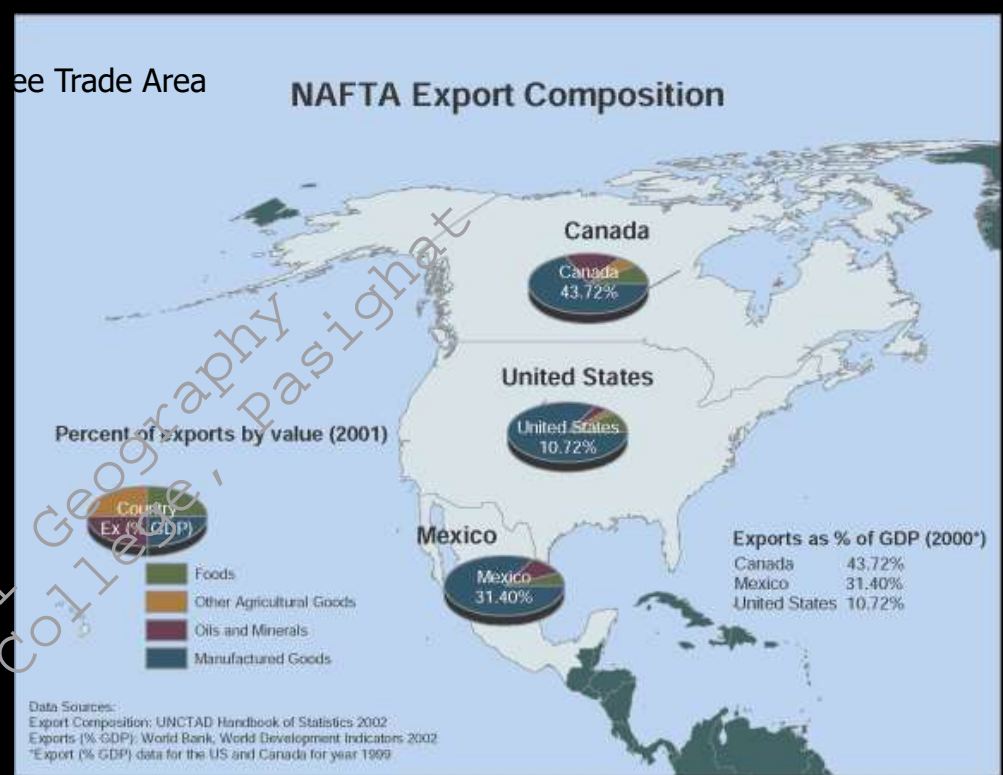 ee Trade Area
NAFTA Export Composition
Canada
Canada
43.72%
United States
United States
10.72%
Percent of exports by value (2001)
Country
Ex (% GDP)
Foods
Other Agricultural Goods
Oils and Minerals
Manufactured Goods
Mexico
Mexico
31.40%
Exports as % of GDP (2000*)
Canada 43.72%
Mexico 31.40%
United States 10.72%
Data Sources:
Export Composition: UNCTAD Handbook of Statistics 2002
Exports (% GDP): World Bank, World Development Indicators 2002
*Export (% GDP) data for the US and Canada for year 1999
Geography
College, Pasighat